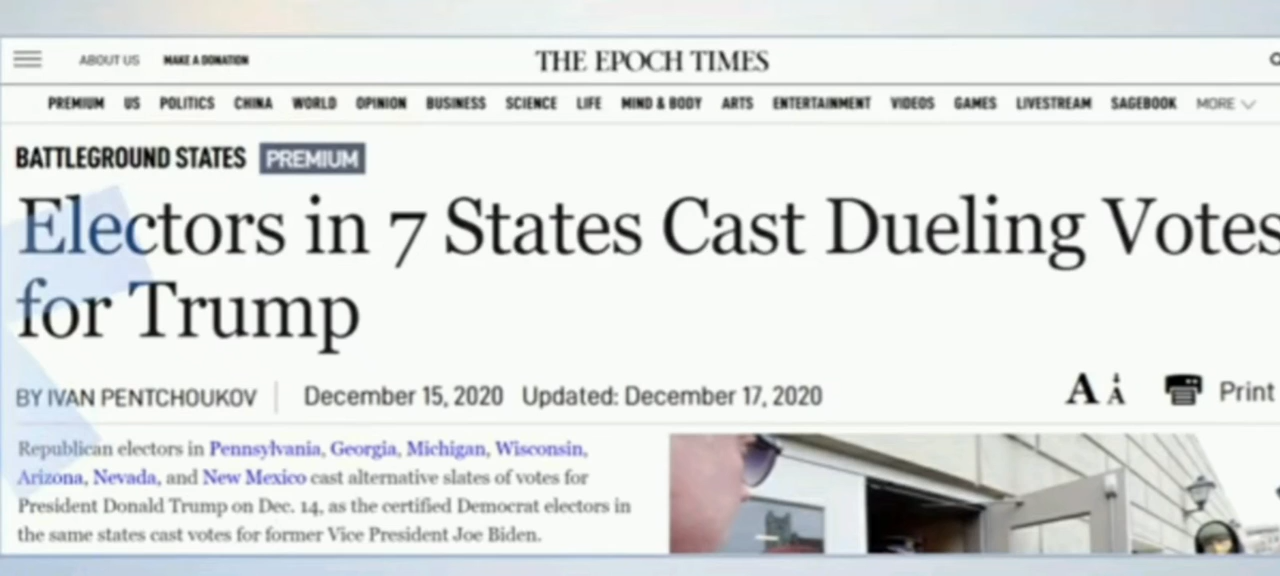 ABOUT US MAKE A DONATION THE EPOCH TIMES
PREMIUM US POLITICS CHINA WORLD OPINION BUSINESS SCIENCE LIFE MIND & BODY ARTS ENTERTAINMENT VIDEOS GAMES LIVESTREAM SAGEBOOK MORE
BATTLEGROUND STATES PREMIUM
Electors in 7 States Cast Dueling Votes
for Trump
BY IVAN PENTCHOUKOV December 15, 2020 Updated: December 17, 2020 A A Print
Republican electors in Pennsylvania, Georgia, Michigan, Wisconsin,
Arizona, Nevada, and New Mexico cast alternative slates of votes for
President Donald Trump on Dec. 14, as the certified Democrat electors in
the same states cast votes for former Vice President Joe Biden.